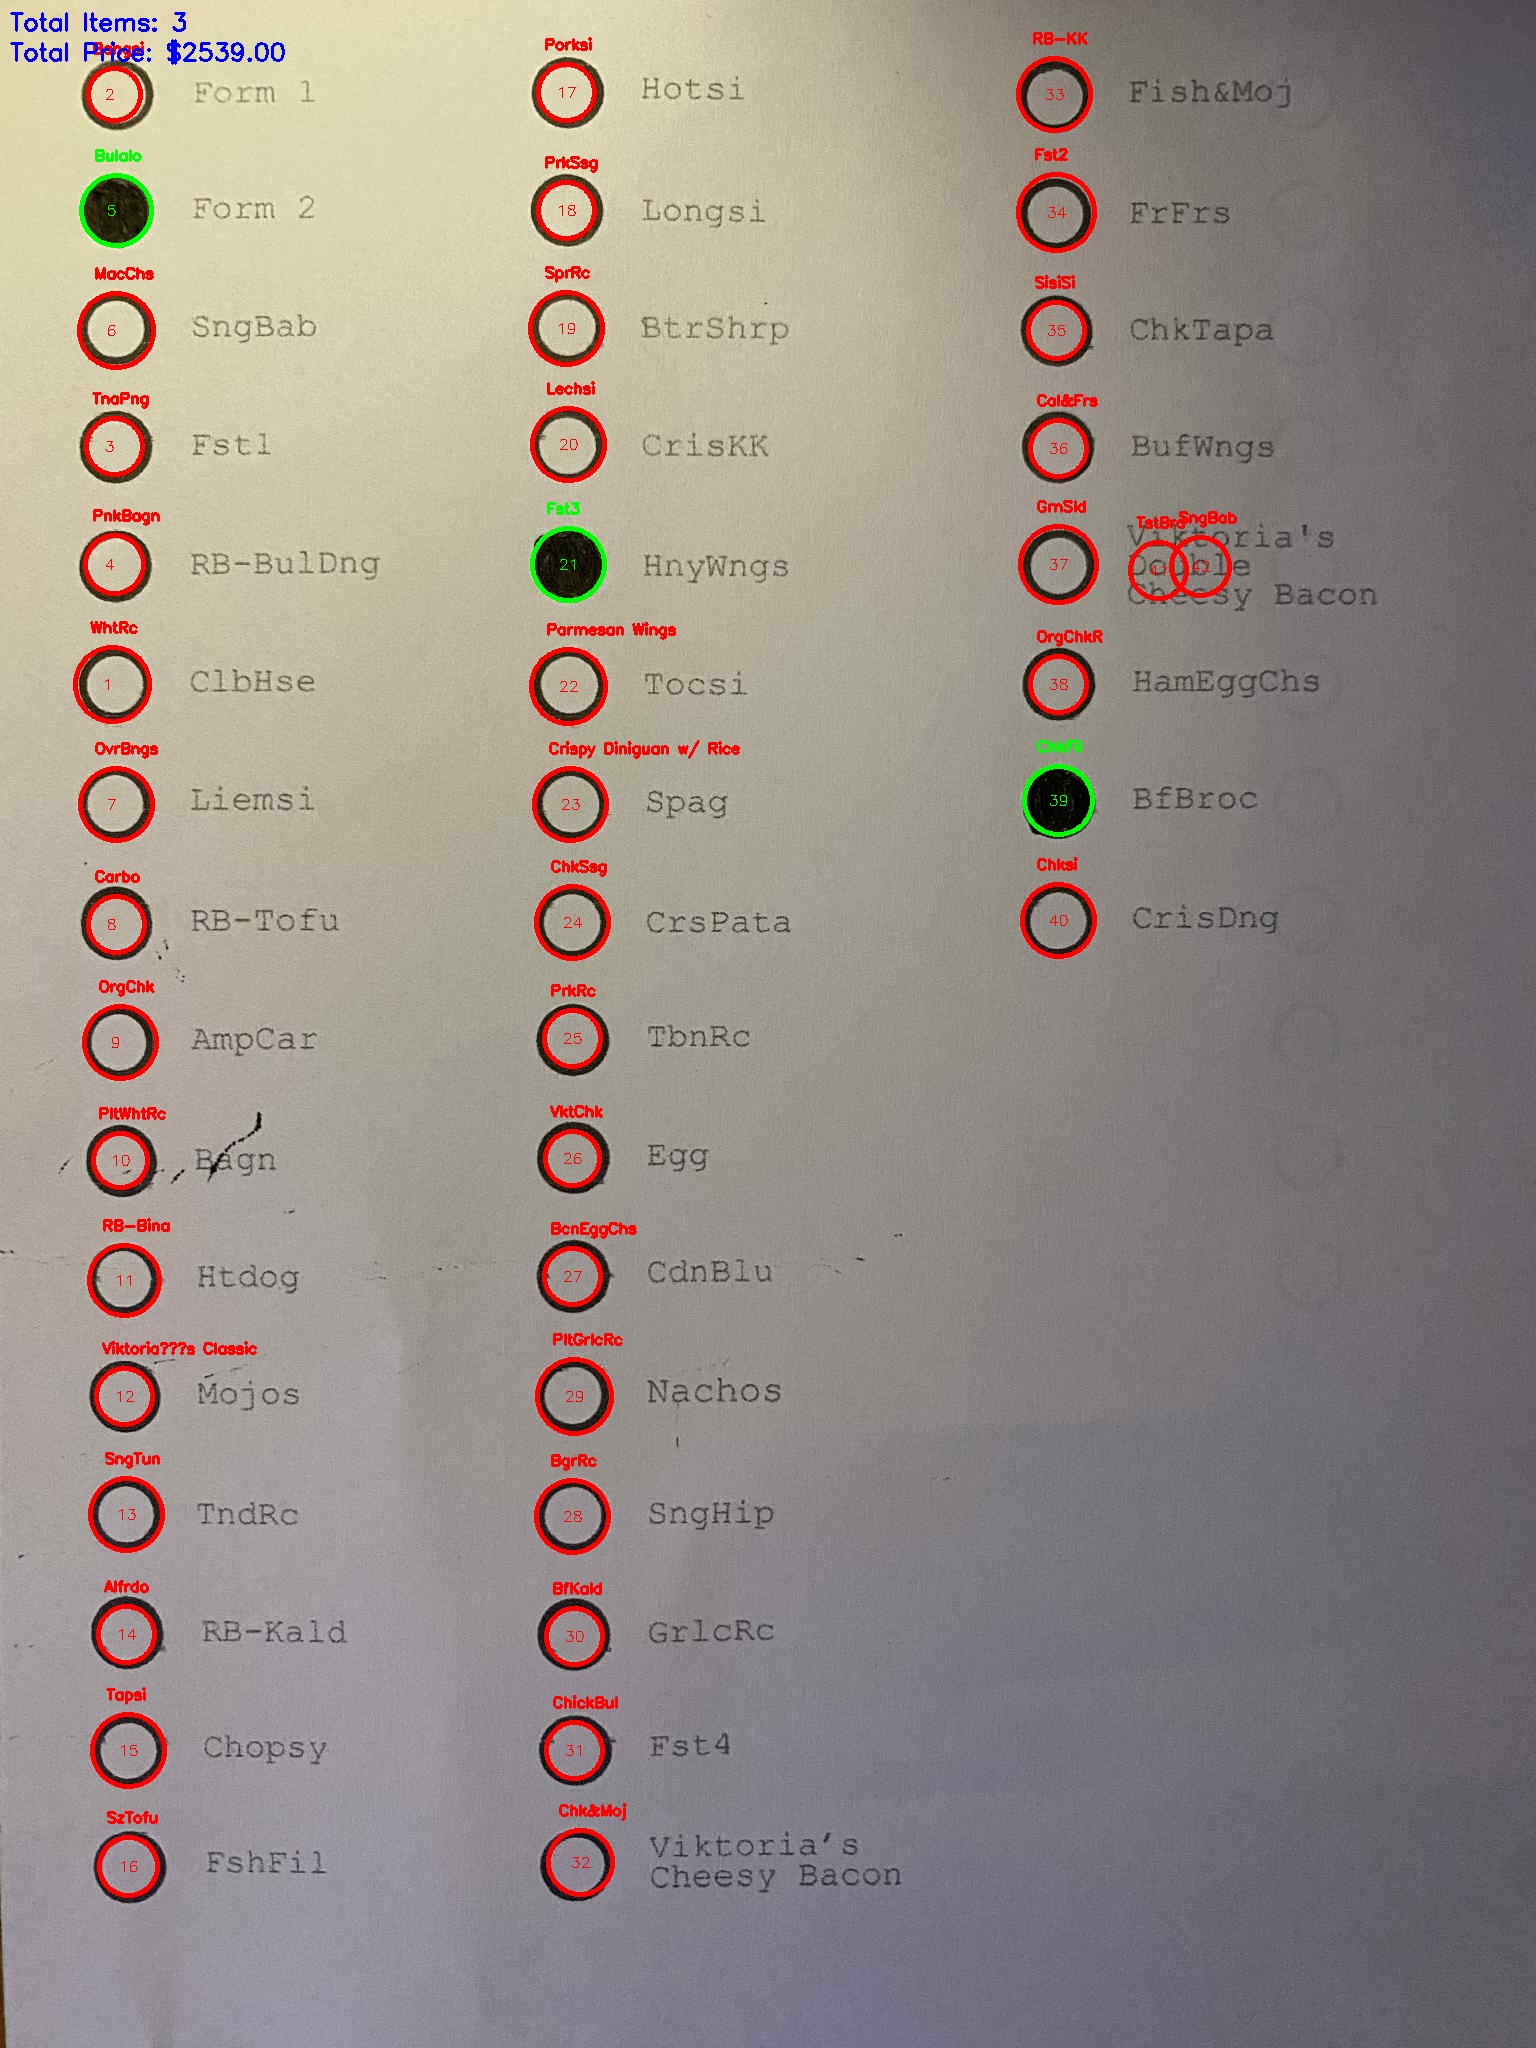 Total Items: 3
Total Price: $2539.00
2 Form 1
Bulalo
5 Form 2
MacChs
6 SngBab
TnaPng
3 Fst1
PnkBagn
4 RB-BulDng
WhtRc
1 ClbHse
OvrBngs
7 Liemsi
Carbo
8 RB-Tofu
OrgChk
9 AmpCar
PltWhtRc
10 Bagn
RB-Bina
11 Htdog
Viktoria???s Classic
12 Mojos
SngTun
13 TndRc
Alfrdo
14 RB-Kald
Tapsi
15 Chopsy
SzTofu
16 FshFil
Porksi
17 Hotsi
PrkSsg
18 Longsi
SprRc
19 BtrShrp
Lechsi
20 CrisKK
Fst3
21 HnyWngs
Parmesan Wings
22 Tocsi
Crispy Diniguan w/ Rice
23 Spag
ChkSsg
24 CrsPata
PrkRc
25 TbnRc
VktChk
26 Egg
BcnEggChs
27 CdnBlu
PltGrlcRc
29 Nachos
BgrRc
28 SngHip
BfKald
30 GrlcRc
ChickBul
31 Fst4
Chk&Moj
32 Viktoria's
Cheesy Bacon
RB-KK
33 Fish&Moj
Fst2
34 FrFrs
SisiSi
35 ChkTapa
Cal&Frs
36 BufWngs
GrnSld
SngBab
Viktoria's
37 Double
Cheesy Bacon
OrgChkR
38 HamEggChs
ChkFil
39 BfBroc
Chksi
40 CrisDng